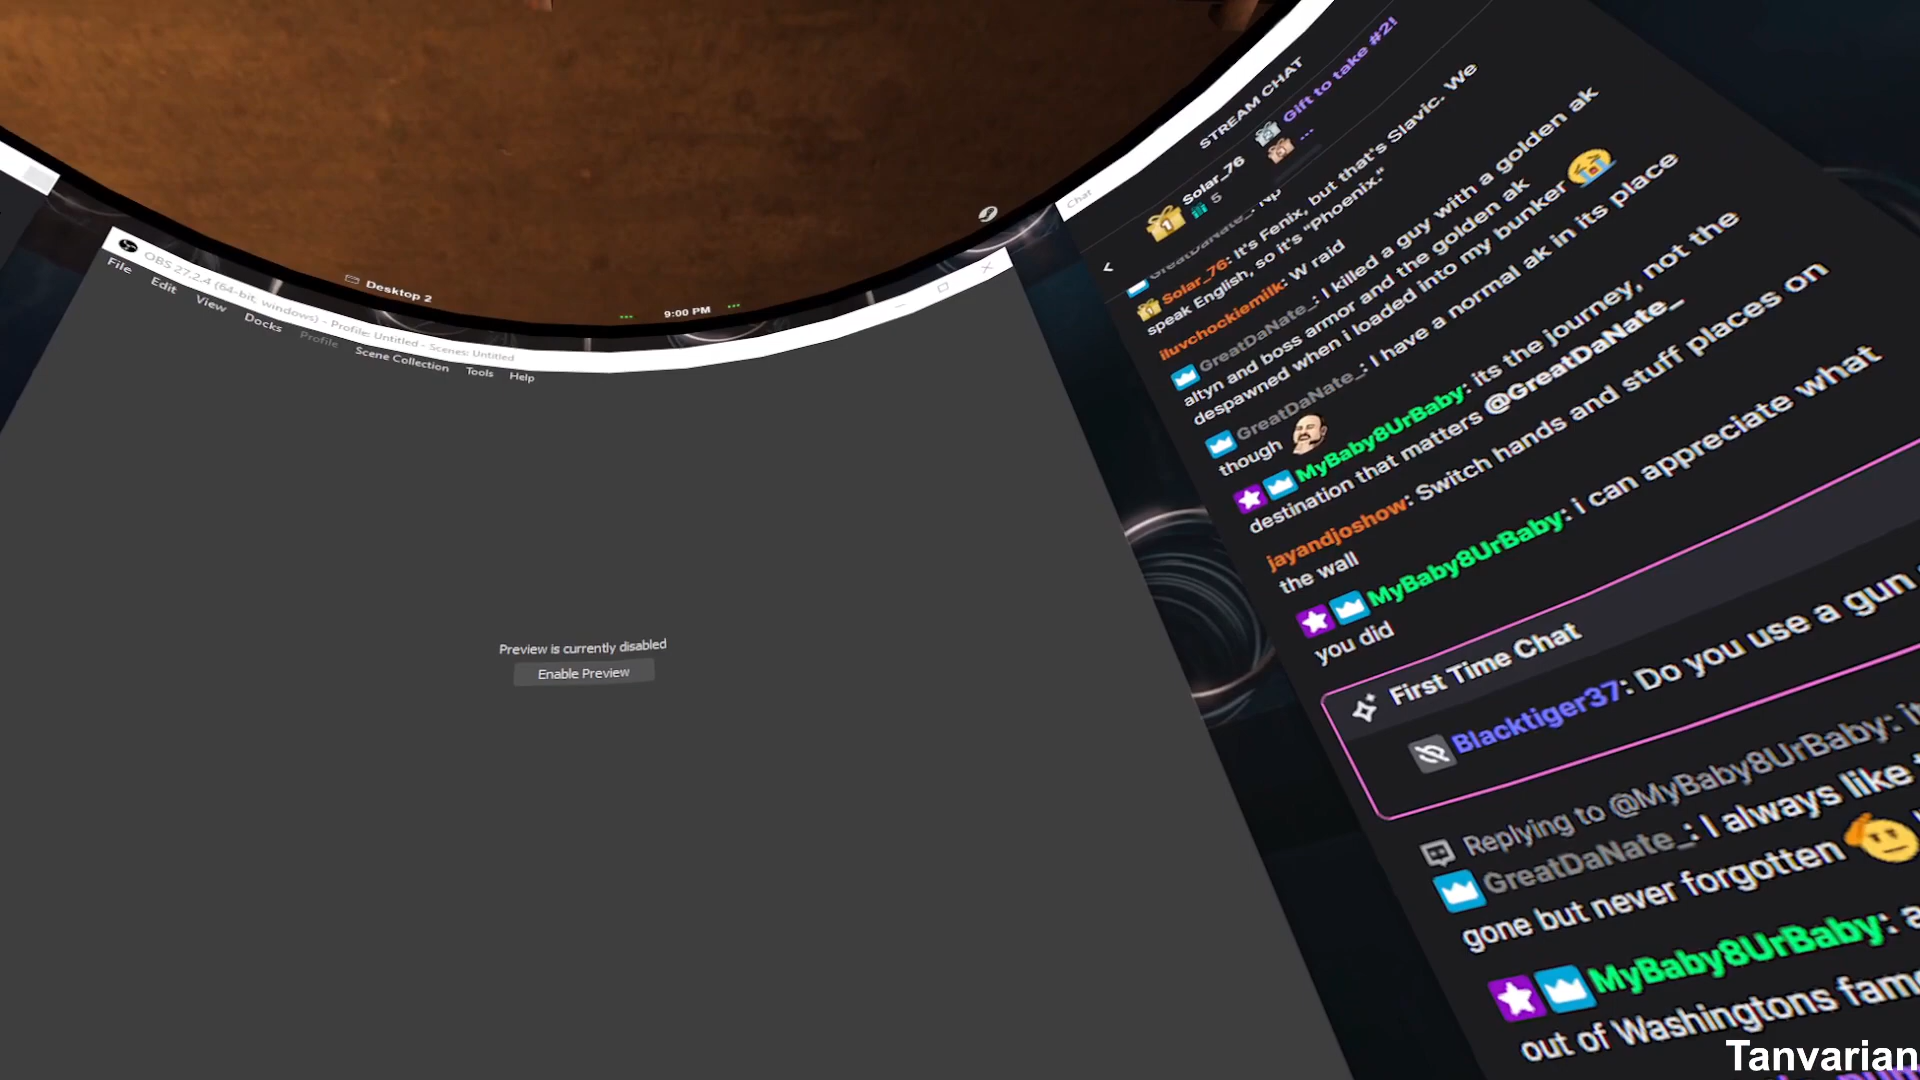 OBS 27.2.4 (64-bit, windows) - Profile: Untitled - Scenes: Untitled
File Edit View Docks Profile Scene Collection Tools Help
Desktop 2
9:00 PM
Preview is currently disabled
Enable Preview
Chat
STREAM CHAT
Gift to take #2!
Solar_76
5
Solar_76: It's Fenix, but that's Slavic. We
speak English, so it's "Phoenix."
iluvchockiemilk: W raid
GreatDaNate_: I killed a guy with a golden ak
altyn and boss armor and the golden ak
despawned when i loaded into my bunker
GreatDaNate_: I have a normal ak in its place
though
MyBaby8UrBaby: its the journey, not the
destination that matters @GreatDaNate_
jayandjoshow: Switch hands and stuff places on
the wall
MyBaby8UrBaby: i can appreciate what
you did
First Time Chat
Blacktiger37: Do you use a gun
Replying to @MyBaby8UrBaby:
GreatDaNate_: I always like
gone but never forgotten
MyBaby8UrBaby:
out of Washingtons
Tanvarian